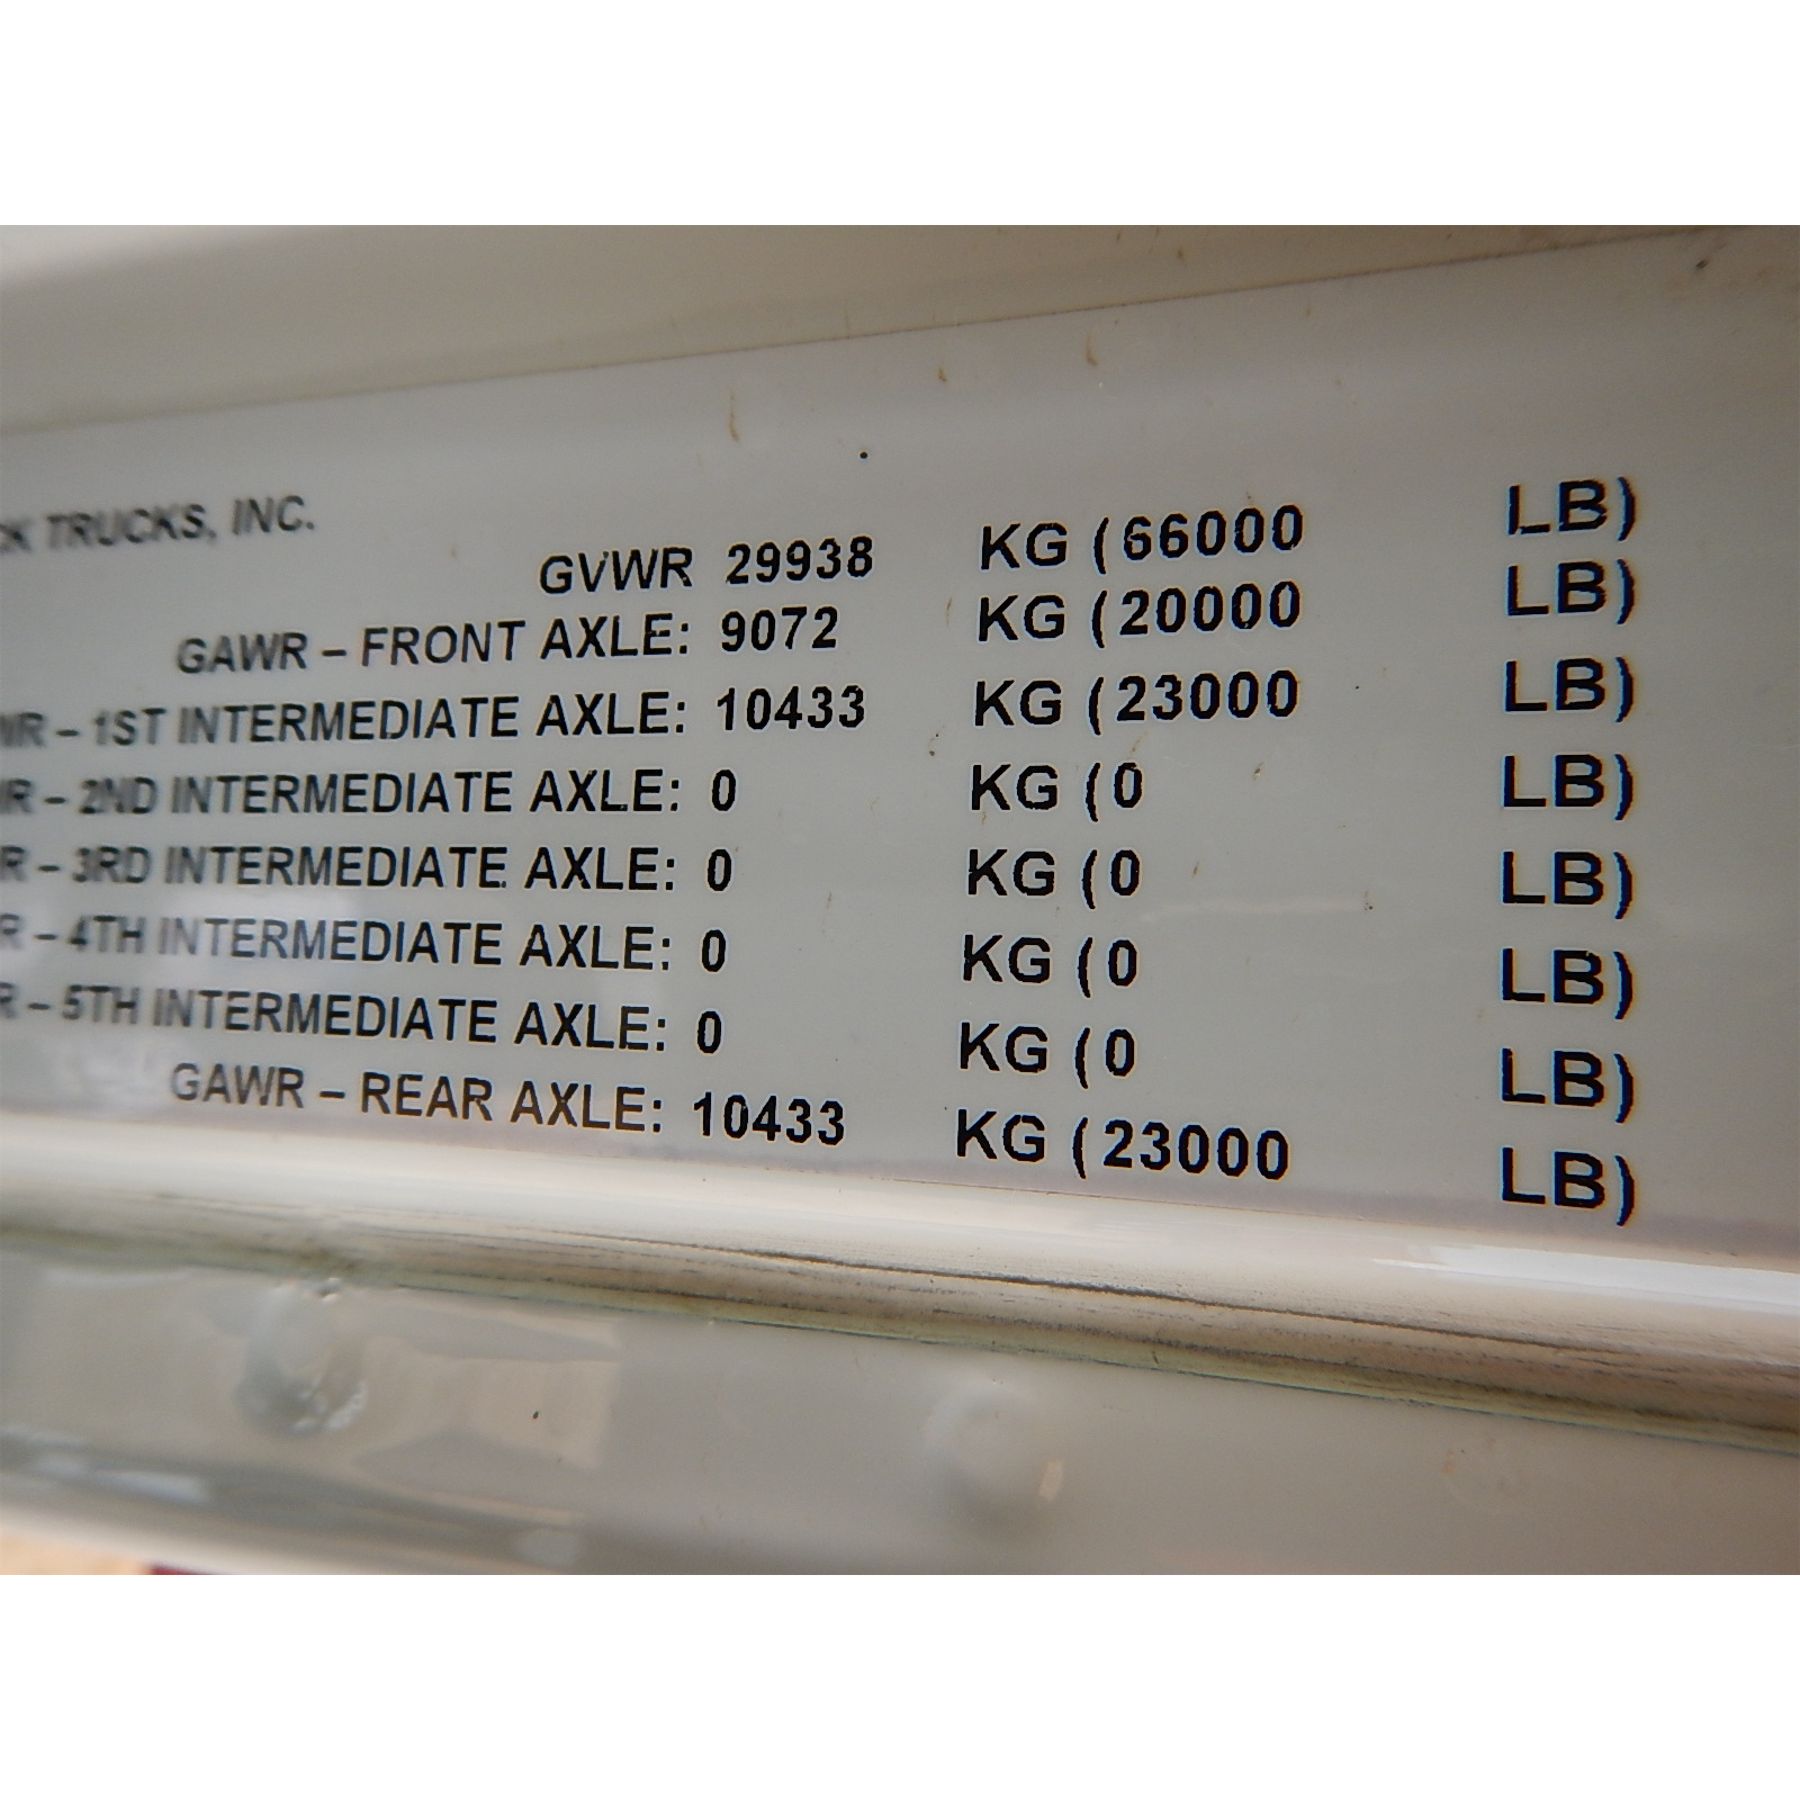 CK TRUCKS, INC.
GVWR 29938 KG (66000 LB)
GAWR – FRONT AXLE: 9072 KG (20000 LB)
WR – 1ST INTERMEDIATE AXLE: 10433 KG (23000 LB)
R – 2ND INTERMEDIATE AXLE: 0 KG (0 LB)
R – 3RD INTERMEDIATE AXLE: 0 KG (0 LB)
R – 4TH INTERMEDIATE AXLE: 0 KG (0 LB)
R – 5TH INTERMEDIATE AXLE: 0 KG (0 LB)
GAWR – REAR AXLE: 10433 KG (23000 LB)